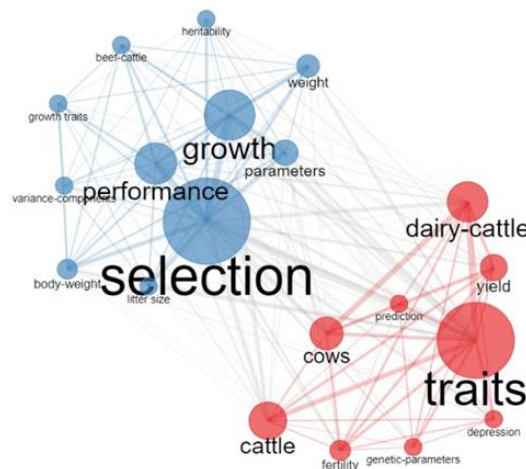 heritability
beef-cattle
weight
growth traits
growth
parameters
performance
variance-components
selection
body-weight
litter size
dairy-cattle
yield
prediction
cows
traits
cattle
depression
fertility
genetic-parameters